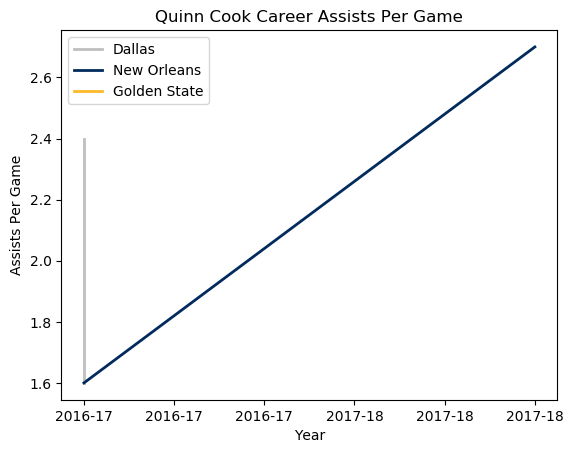 Quinn Cook Career Assists Per Game
Dallas
New Orleans
Golden State
2.6
2.4
2.2
2.0
1.8
1.6
Assists Per Game
2016-17 2016-17 2016-17 2017-18 2017-18 2017-18
Year